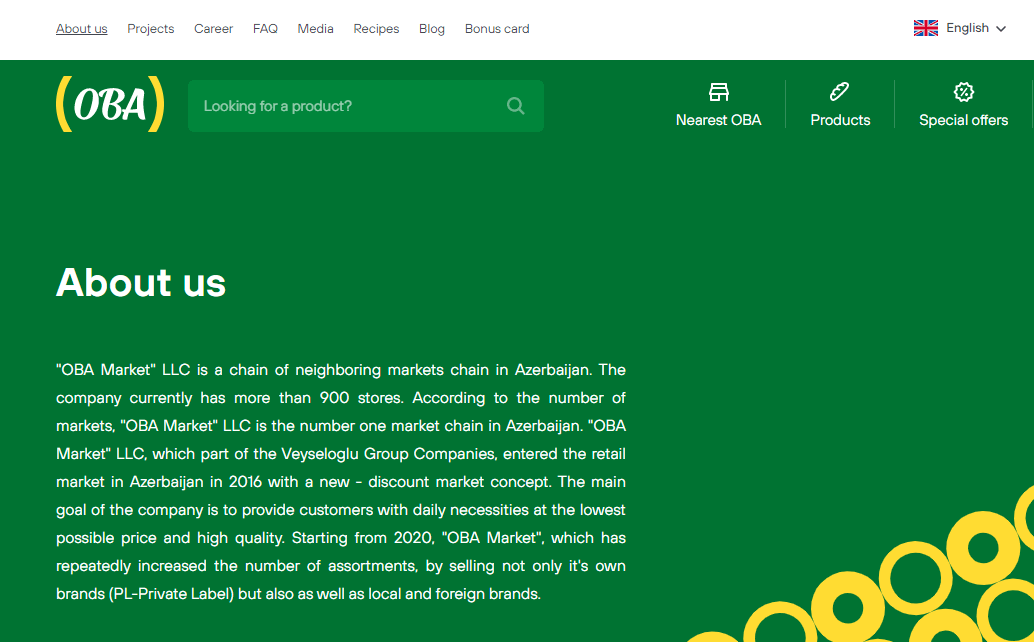 About us Projects Career FAQ Media Recipes Blog Bonus card English
(OBA) Looking for a product? Nearest OBA Products Special offers
About us
"OBA Market" LLC is a chain of neighboring markets chain in Azerbaijan. The
company currently has more than 900 stores. According to the number of
markets, "OBA Market" LLC is the number one market chain in Azerbaijan. "OBA
Market" LLC, which part of the Veyseloglu Group Companies, entered the retail
market in Azerbaijan in 2016 with a new - discount market concept. The main
goal of the company is to provide customers with daily necessities at the lowest
possible price and high quality. Starting from 2020, "OBA Market", which has
repeatedly increased the number of assortments, by selling not only it's own
brands (PL-Private Label) but also as well as local and foreign brands.